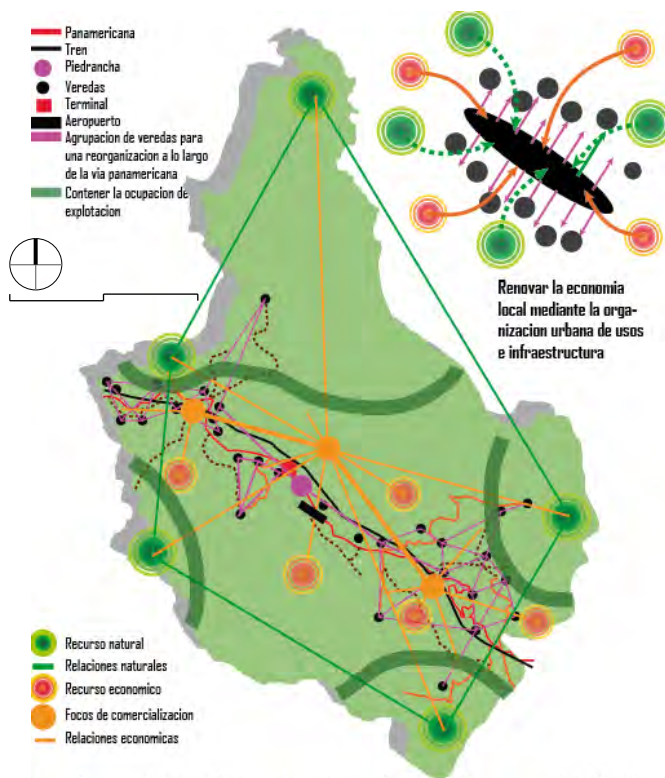 Panamericana
Tren
Piedrancha
Veredas
Terminal
Aeropuerto
Agrupacion de veredas para
una reorganizacion a lo largo
de la via panamericana
Contener la ocupacion de
explotacion
Renovar la economia
local mediante la orga-
nizacion urbana de usos
e infraestructura
Recurso natural
Relaciones naturales
Recurso economico
Focos de comercializacion
Relaciones economicas